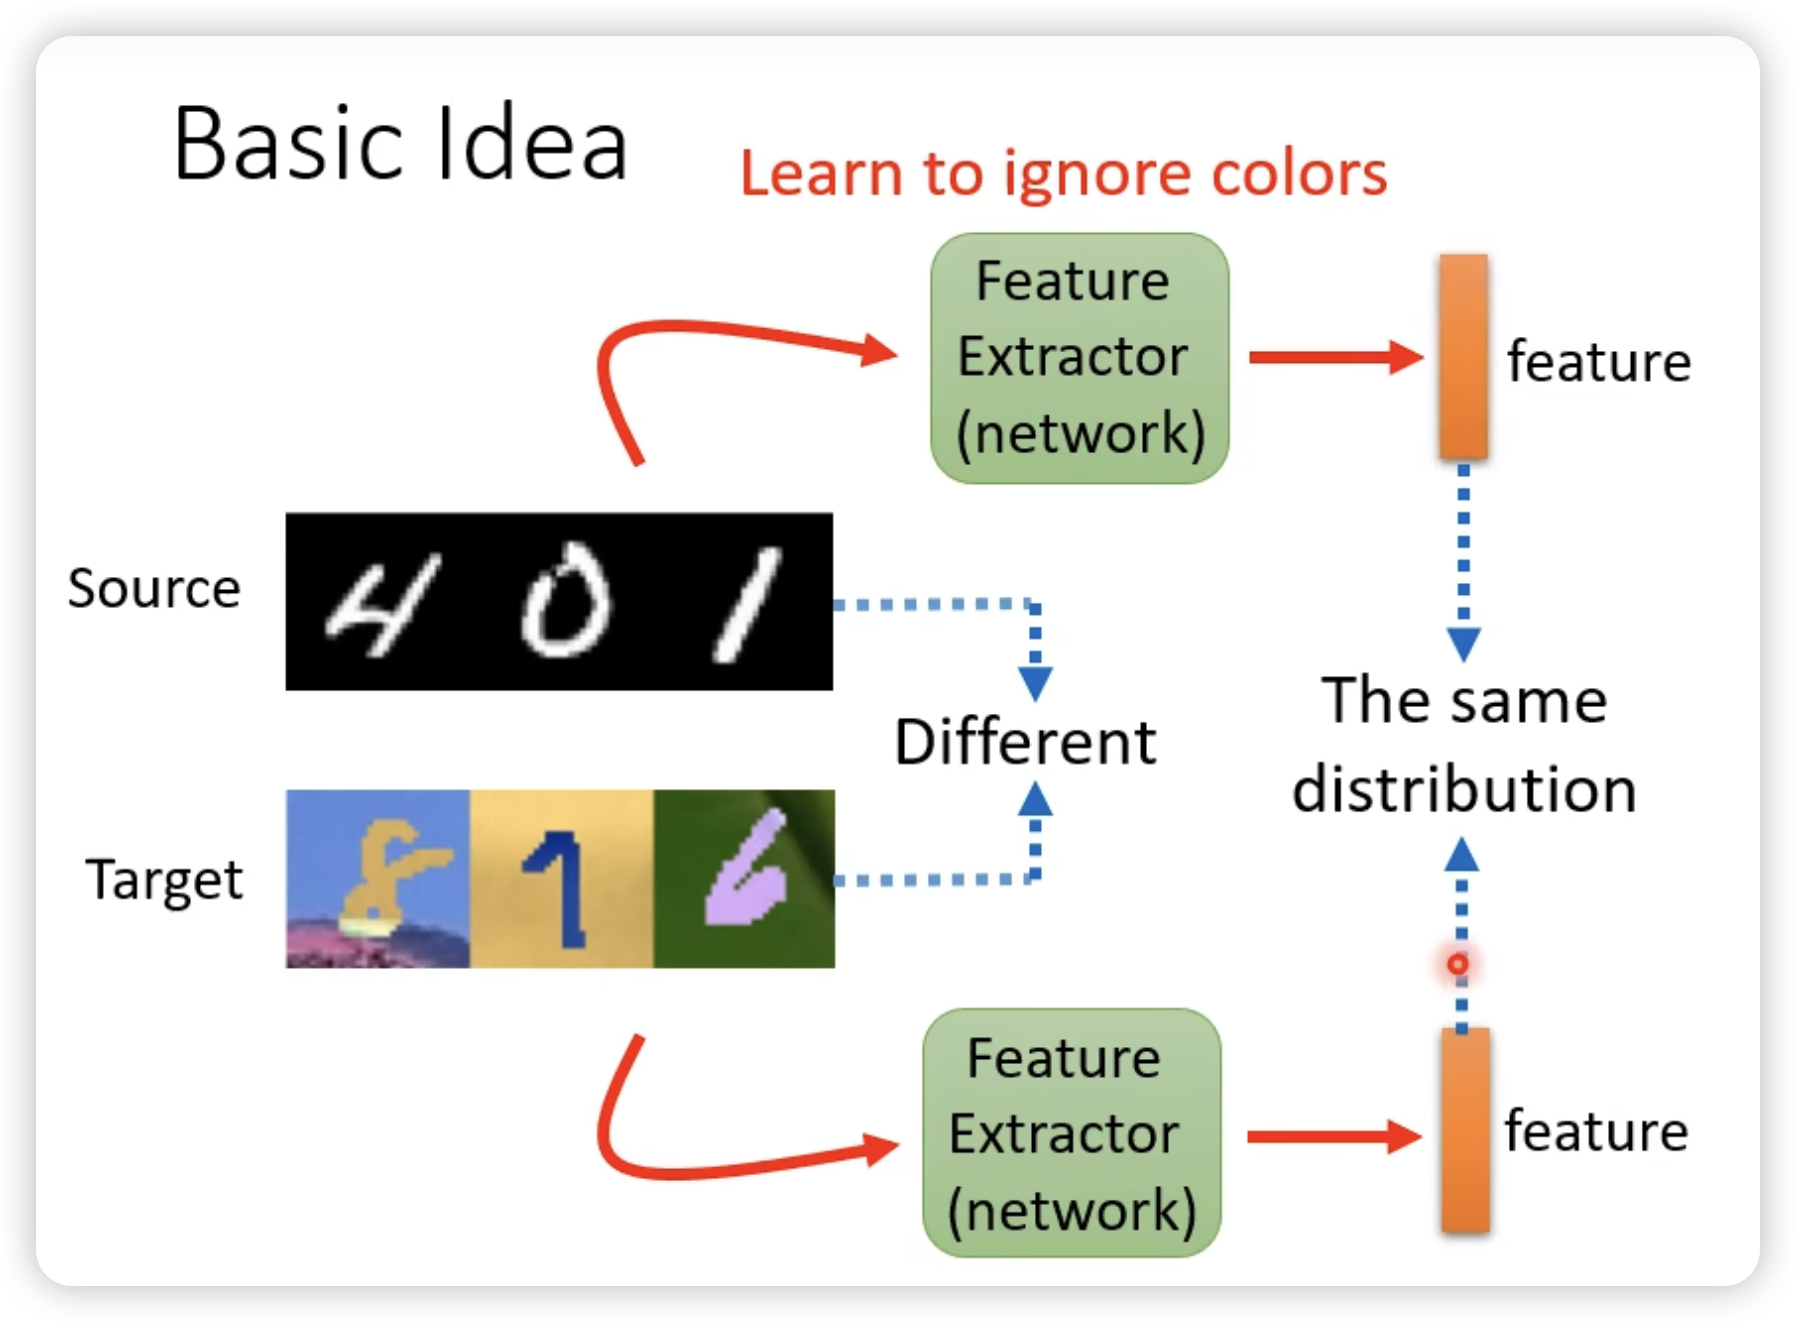 Basic Idea
Learn to ignore colors
Feature
Extractor
(network)
feature
Source
4 0 1
Different
The same
distribution
Target
8 1 6
Feature
Extractor
(network)
feature